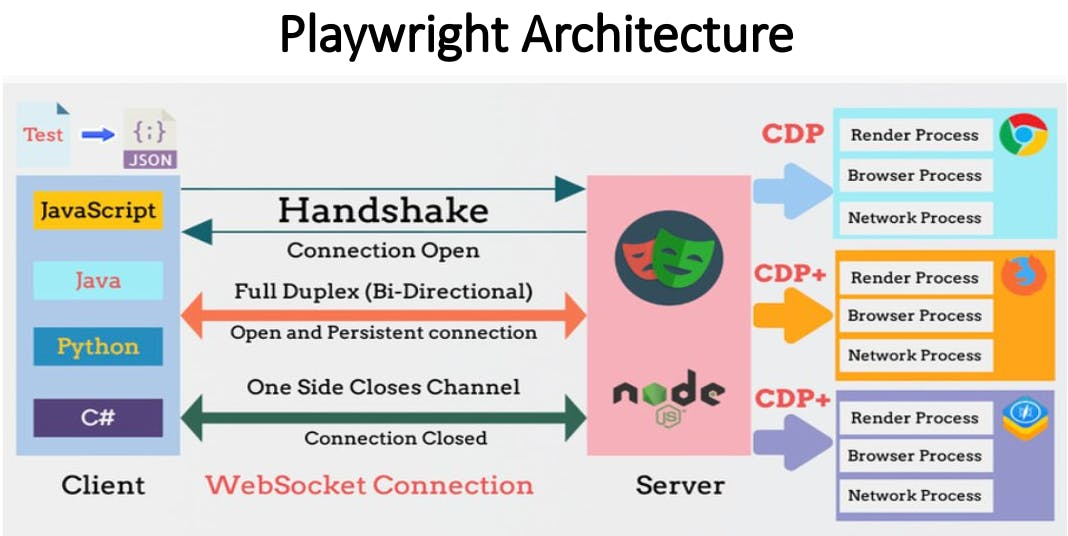 Playwright Architecture
Test
{;}
JSON
JavaScript
Java
Python
C#
Client
Handshake
Connection Open
Full Duplex (Bi-Directional)
Open and Persistent connection
One Side Closes Channel
Connection Closed
WebSocket Connection
node
JS
Server
CDP
Render Process
Browser Process
Network Process
CDP+
Render Process
Browser Process
Network Process
CDP+
Render Process
Browser Process
Network Process